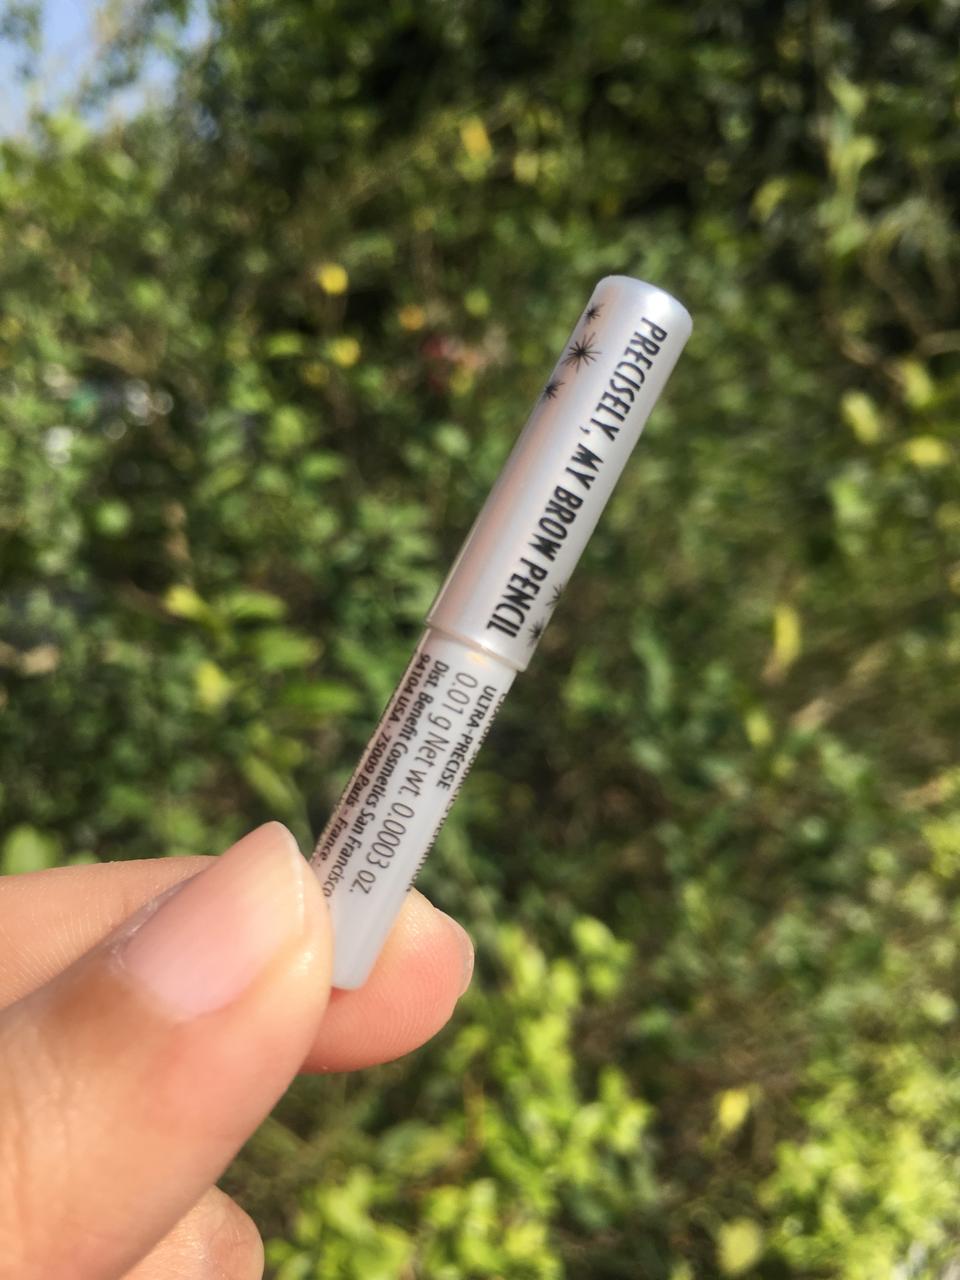 PRECISELY, MY BROW PENCIL
ULTRA-PRECISE
0.01 g Net wt. 0.0003 oz.
Dist. Benefit Cosmetics San Francisco
94104 USA. 75009 Paris - France.